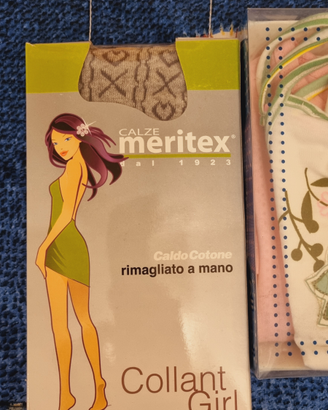 CALZE
meritex®
dal 1923
Caldo Cotone
rimagliato a mano
Collant
Girl